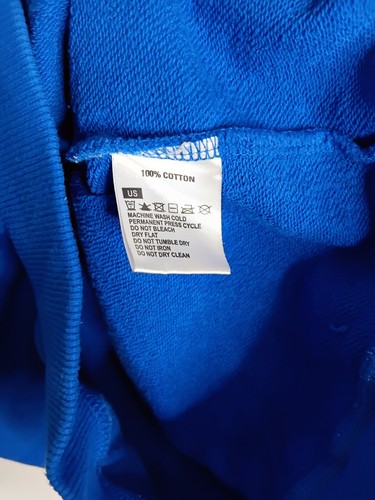 100% COTTON
US
MACHINE WASH COLD
PERMANENT PRESS CYCLE
DO NOT BLEACH
DRY FLAT
DO NOT TUMBLE DRY
DO NOT IRON
DO NOT DRY CLEAN